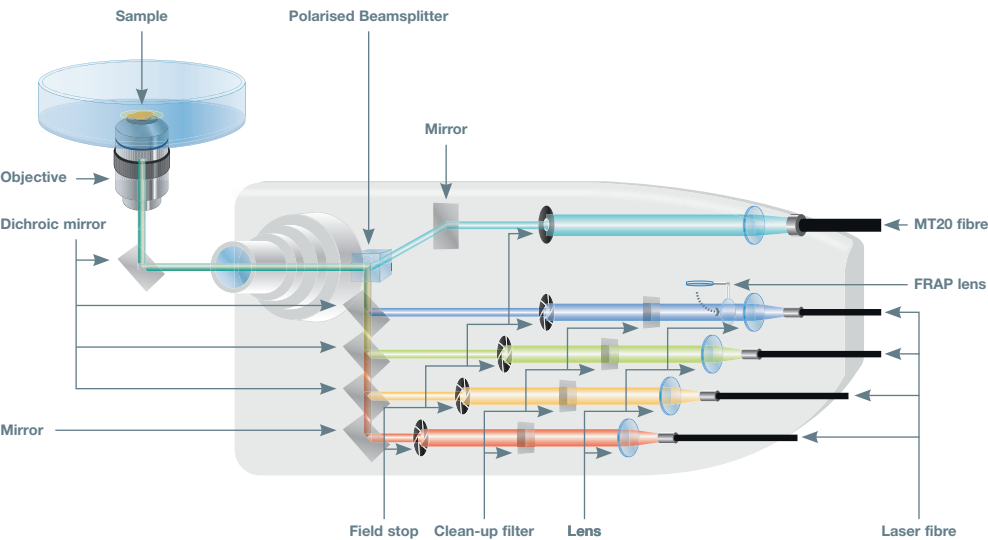 Sample
Polarised Beamsplitter
Mirror
Objective
Dichroic mirror
MT20 fibre
FRAP lens
Mirror
Field stop
Clean-up filter
Lens
Laser fibre